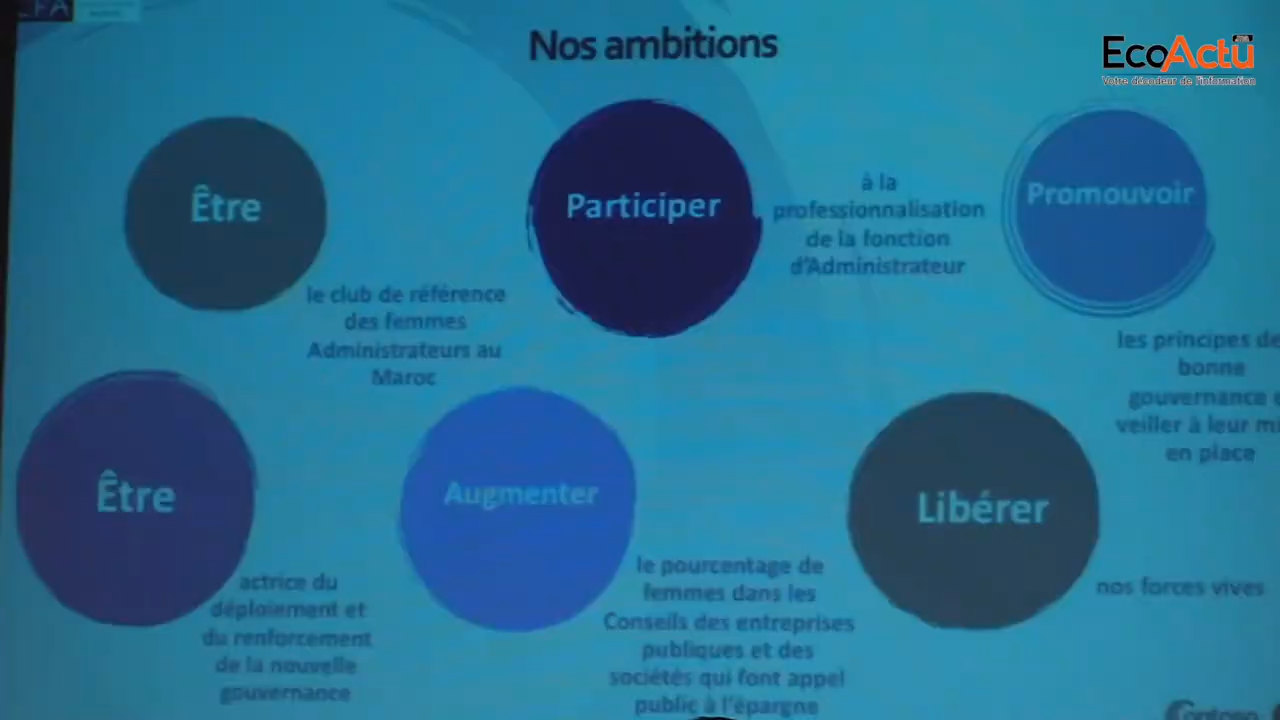 Nos ambitions
EcoActu
Votre décodeur de l'information
Être
le club de référence
des femmes
Administrateurs au
Maroc
Participer
à la
professionnalisation
de la fonction
d'Administrateur
Promouvoir
les principes de
bonne
gouvernance
veiller à leur
en place
Être
actrice du
déploiement et
du renforcement
de la nouvelle
gouvernance
Augmenter
le pourcentage de
femmes dans les
Conseils des entreprises
publiques et des
sociétés qui font appel
public à l'épargne
Libérer
nos forces vives